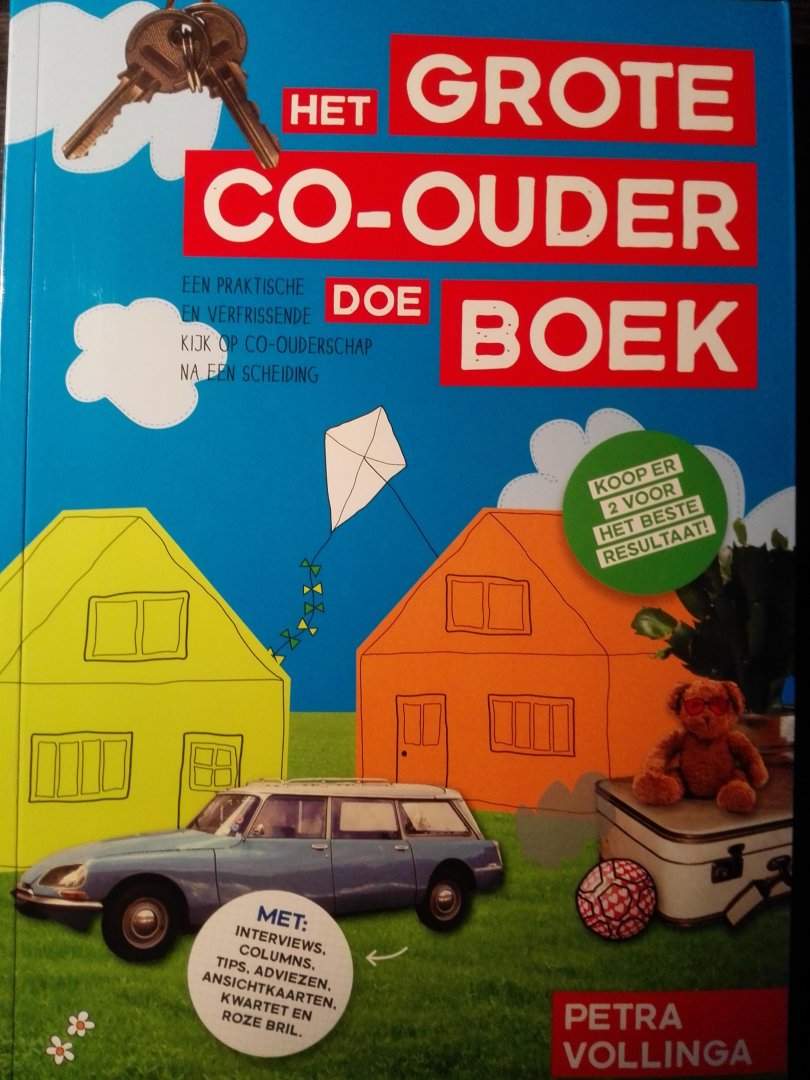 HET GROTE
CO-OUDER
DOE BOEK
EEN PRAKTISCHE
EN VERFRISSENDE
KIJK OP CO-OUDERSCHAP
NA EEN SCHEIDING
KOOP ER
2 VOOR
HET BESTE
RESULTAAT!
MET:
INTERVIEWS,
COLUMNS,
TIPS, ADVIEZEN,
ANSICHTKAARTEN,
KWARTET EN
ROZE BRIL.
PETRA
VOLLINGA